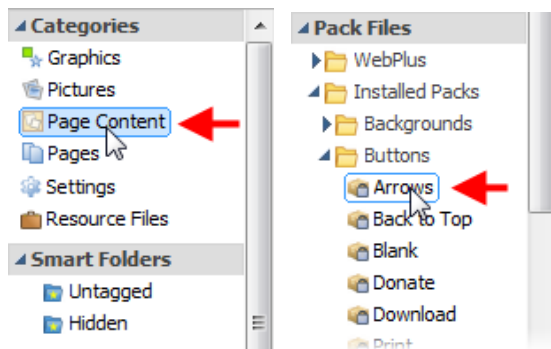 Categories
Graphics
Pictures
Page Content
Pages
Settings
Resource Files
Smart Folders
Untagged
Hidden
Pack Files
WebPlus
Installed Packs
Backgrounds
Buttons
Arrows
Back to Top
Blank
Donate
Download
Print